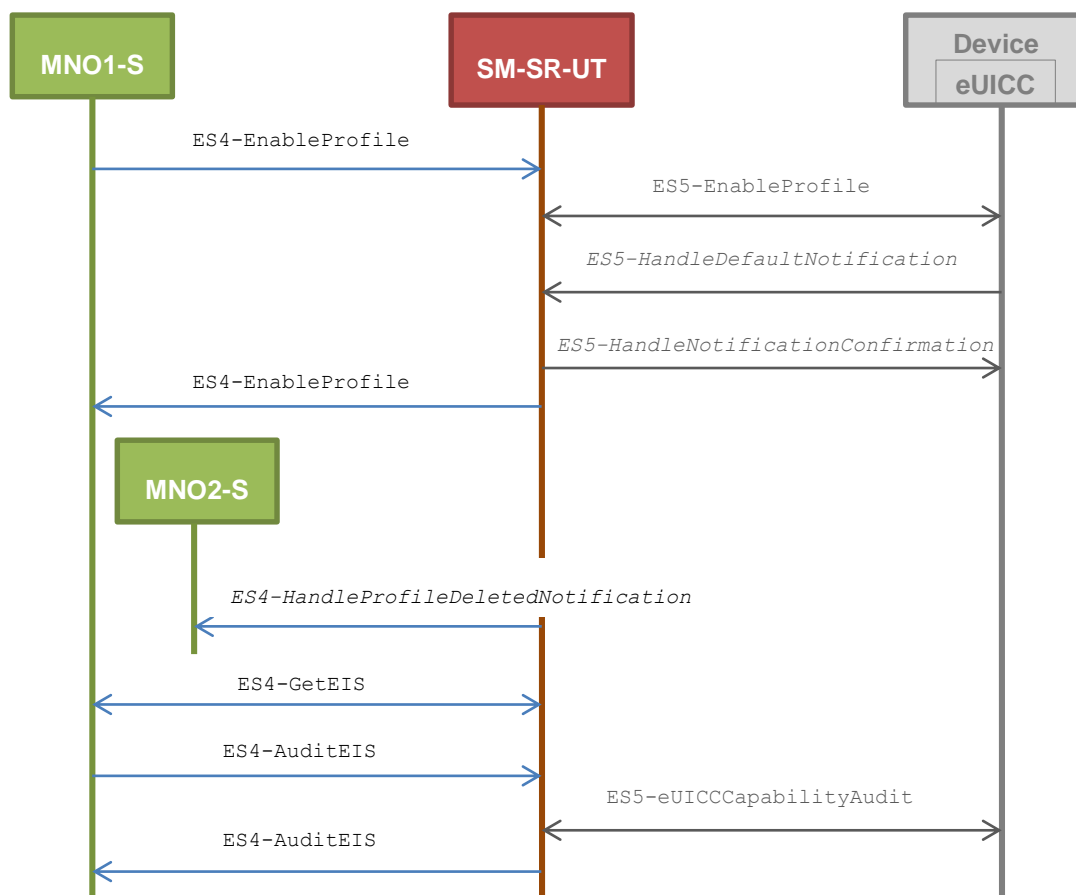 MNO1-S
SM-SR-UT
Device
eUICC
ES4-EnableProfile
ES5-EnableProfile
ES5-HandleDefaultNotification
ES5-HandleNotificationConfirmation
ES4-EnableProfile
MNO2-S
ES4-HandleProfileDeletedNotification
ES4-GetEIS
ES4-AuditEIS
ES5-eUICCCapabilityAudit
ES4-AuditEIS